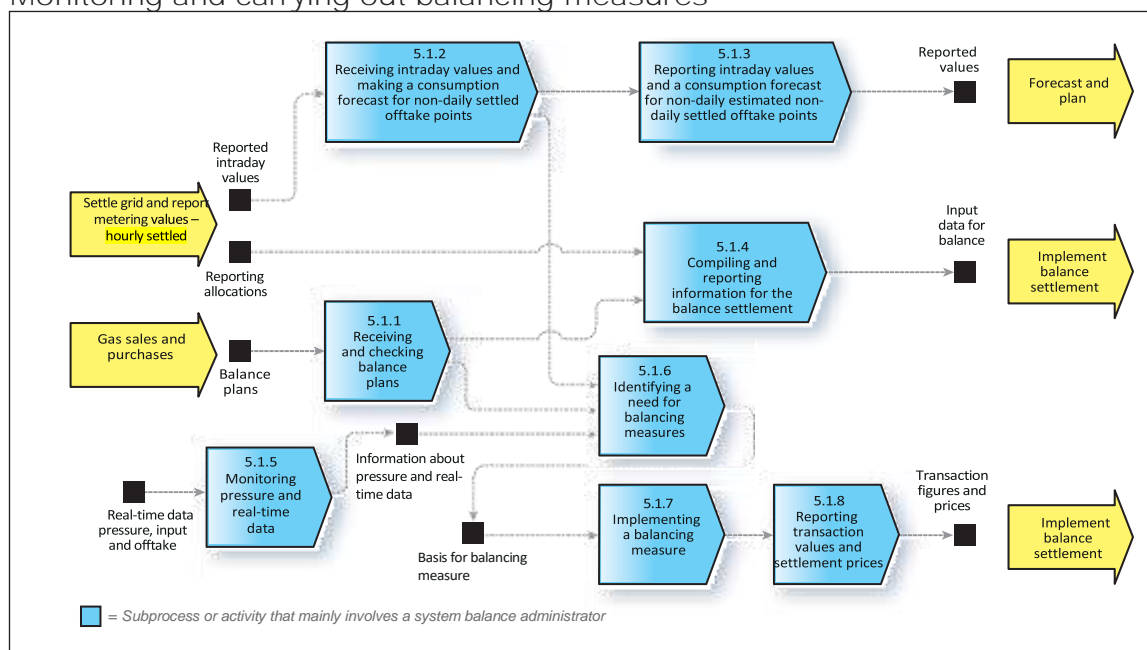 Monitoring and carrying out balancing measures
5.1.2
Receiving intraday values and
making a consumption
forecast for non-daily settled
offtake points
5.1.3
Reporting intraday values
and a consumption forecast
for non-daily estimated non-
daily settled offtake points
Reported
values
Forecast and
plan
Reported
intraday
values
Settle grid and report
metering values –
hourly settled
Reporting
allocations
5.1.4
Compiling and
reporting
information for the
balance settlement
Input
data for
balance
Implement
balance
settlement
Gas sales and
purchases
Balance
plans
5.1.1
Receiving
and checking
balance
plans
5.1.6
Identifying a
need for
balancing
measures
Information about
pressure and real-
time data
5.1.5
Monitoring
pressure and
real-time
data
Real-time data
pressure, input
and offtake
Basis for balancing
measure
5.1.7
Implementing
a balancing
measure
5.1.8
Reporting
transaction
values and
settlement prices
Transaction
figures and
prices
Implement
balance
settlement
= Subprocess or activity that mainly involves a system balance administrator